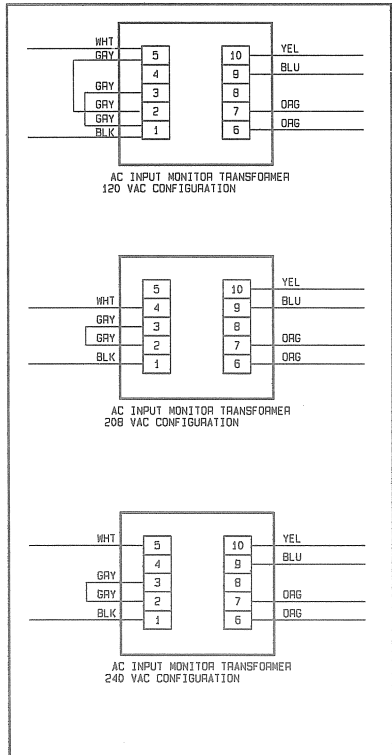 WHT
GRY
5
4
GRY
3
GRY
2
GRY
1
BLK
10
YEL
9
BLU
8
7
ORG
6
ORG
AC INPUT MONITOR TRANSFORMER
120 VAC CONFIGURATION
5
WHT
4
GRY
3
GRY
2
BLK
1
10
YEL
9
BLU
8
7
ORG
6
ORG
AC INPUT MONITOR TRANSFORMER
208 VAC CONFIGURATION
WHT
5
4
GRY
3
GRY
2
BLK
1
10
YEL
9
BLU
8
7
ORG
6
ORG
AC INPUT MONITOR TRANSFORMER
240 VAC CONFIGURATION